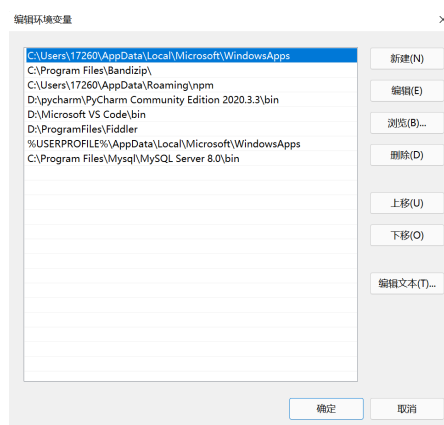 编辑环境变量
C:\Users\17260\AppData\Local\Microsoft\WindowsApps
C:\Program Files\Bandizip\
C:\Users\17260\AppData\Roaming\npm
D:\pycharm\PyCharm Community Edition 2020.3.3\bin
D:\Microsoft VS Code\bin
D:\ProgramFiles\Fiddler
%USERPROFILE%\AppData\Local\Microsoft\WindowsApps
C:\Program Files\Mysql\MySQL Server 8.0\bin
新建(N)
编辑(E)
浏览(B)...
删除(D)
上移(U)
下移(O)
编辑文本(T)...
确定
取消